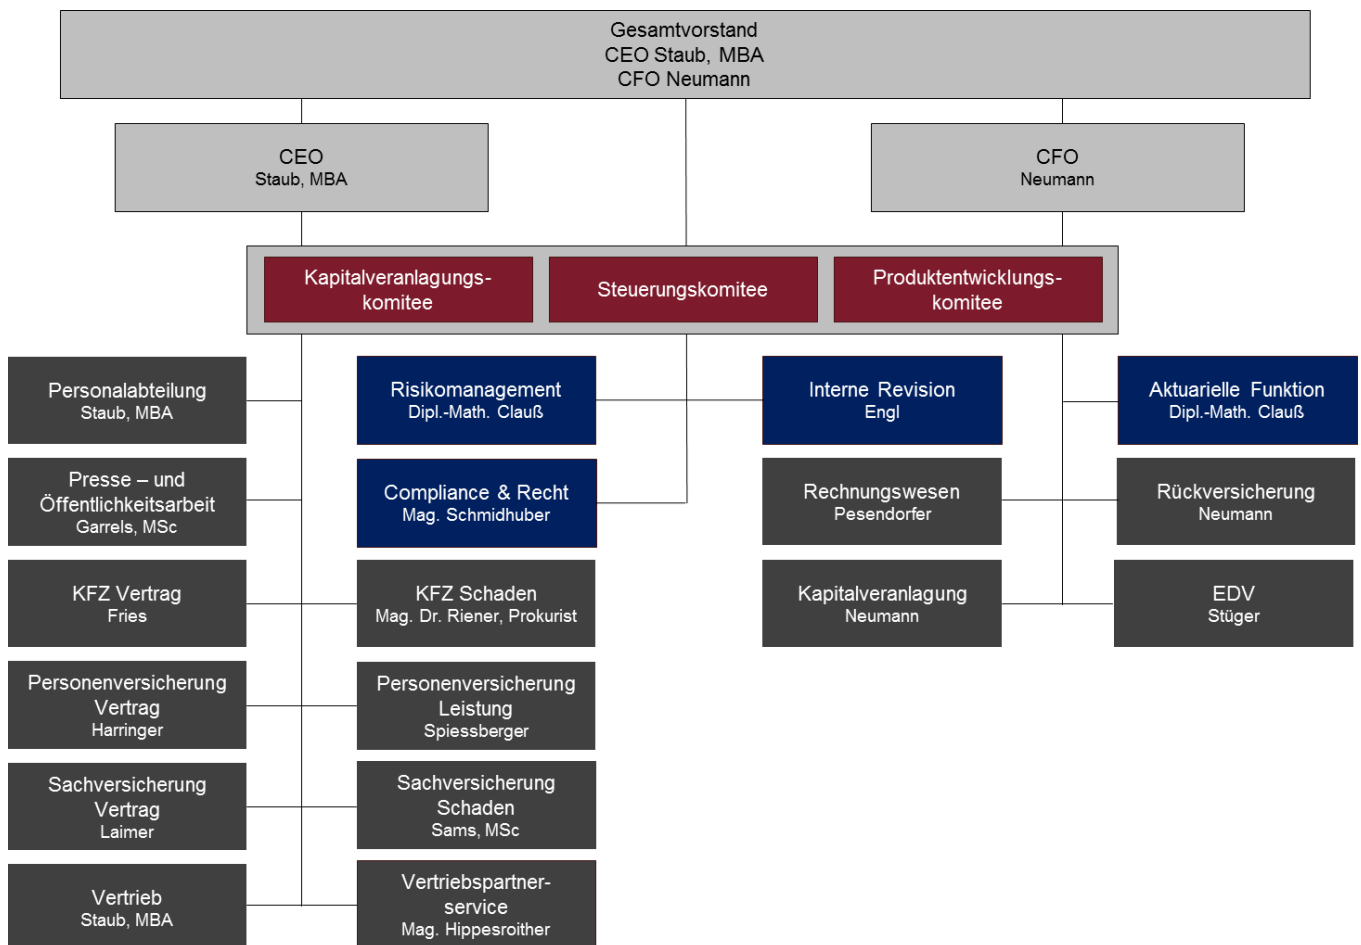 Gesamtvorstand
CEO Staub, MBA
CFO Neumann
CEO
Staub, MBA
CFO
Neumann
Kapitalveranlagungs-
komitee
Steuerungskomitee
Produktentwicklungs-
komitee
Personalabteilung
Staub, MBA
Risikomanagement
Dipl.-Math. Clauß
Interne Revision
Engl
Aktuarielle Funktion
Dipl.-Math. Clauß
Presse – und
Öffentlichkeitsarbeit
Garrels, MSc
Compliance & Recht
Mag. Schmidhuber
Rechnungswesen
Pesendorfer
Rückversicherung
Neumann
KFZ Vertrag
Fries
KFZ Schaden
Mag. Dr. Riener, Prokurist
Kapitalveranlagung
Neumann
EDV
Stüger
Personenversicherung
Vertrag
Harringer
Personenversicherung
Leistung
Spiessberger
Sachversicherung
Vertrag
Laimer
Sachversicherung
Schaden
Sams, MSc
Vertrieb
Staub, MBA
Vertriebspartner-
service
Mag. Hippesroither